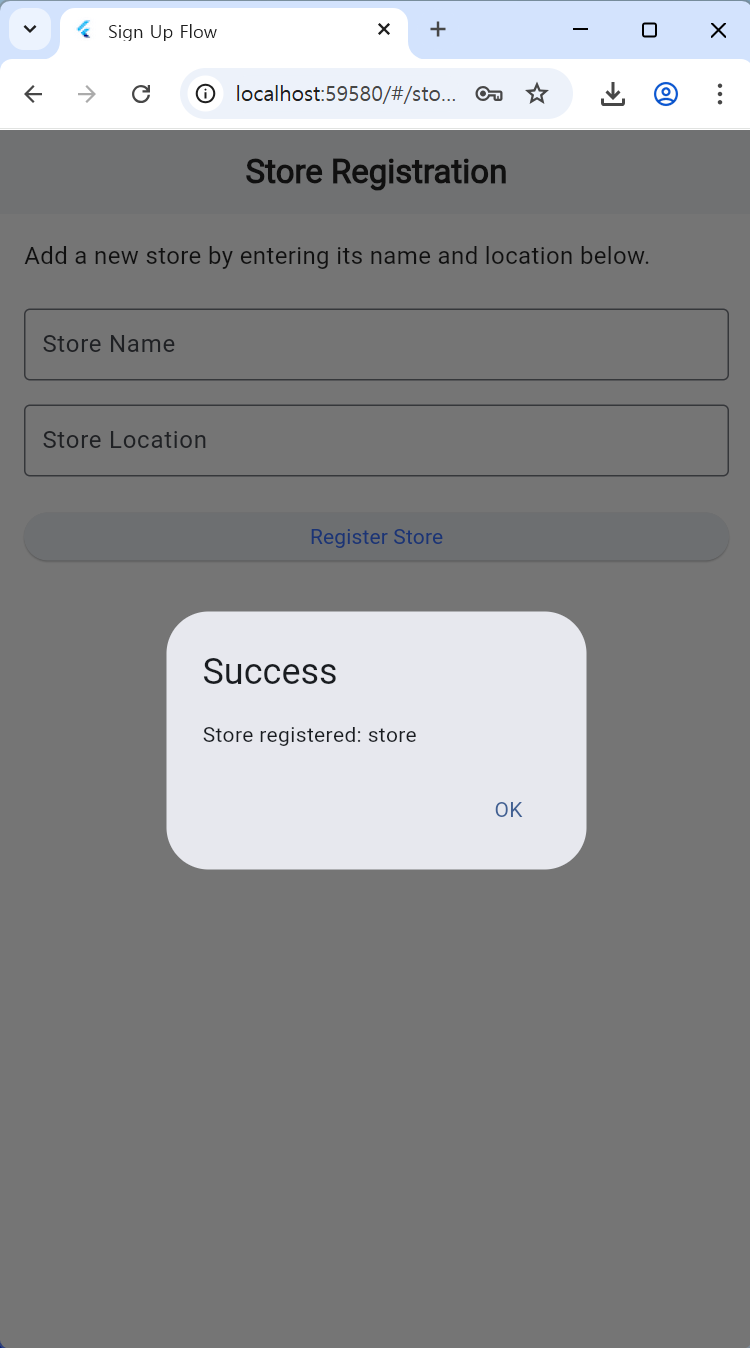 Sign Up Flow
localhost:59580/#/sto...
Store Registration
Add a new store by entering its name and location below.
Store Name
Store Location
Register Store
Success
Store registered: store
OK